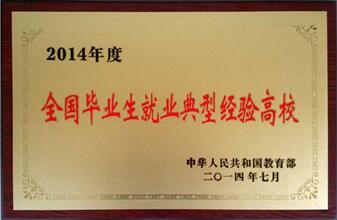 2014年度
全国毕业生就业典型经验高校
中华人民共和国教育部
二〇一四年七月